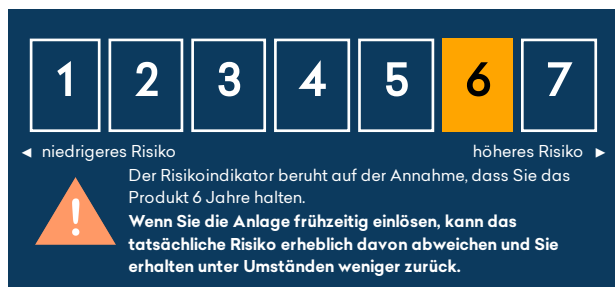 1 2 3 4 5 6 7
◄ niedrigeres Risiko höheres Risiko ►
Der Risikoindikator beruht auf der Annahme, dass Sie das
Produkt 6 Jahre halten.
Wenn Sie die Anlage frühzeitig einlösen, kann das
tatsächliche Risiko erheblich davon abweichen und Sie
erhalten unter Umständen weniger zurück.